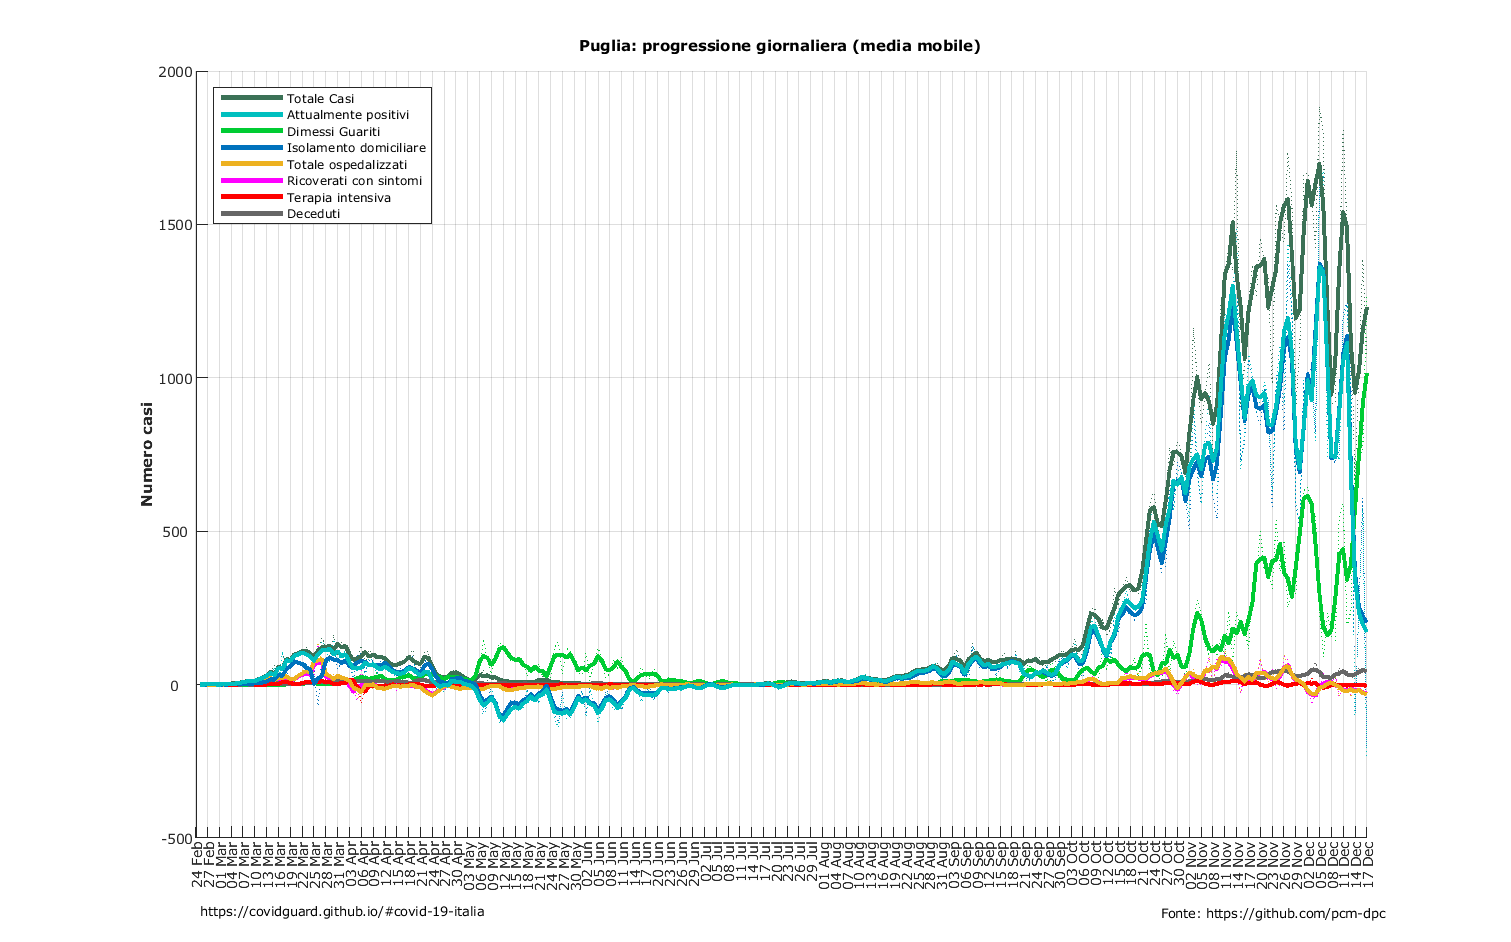 Puglia: progressione giornaliera (media mobile)
Numero casi
2000
1500
1000
500
0
-500
Totale Casi
Attualmente positivi
Dimessi Guariti
Isolamento domiciliare
Totale ospedalizzati
Ricoverati con sintomi
Terapia intensiva
Deceduti
24 Feb
27 Feb
01 Mar
04 Mar
07 Mar
10 Mar
13 Mar
16 Mar
19 Mar
22 Mar
25 Mar
28 Mar
31 Mar
03 Apr
06 Apr
09 Apr
12 Apr
15 Apr
18 Apr
21 Apr
24 Apr
27 Apr
30 Apr
03 May
06 May
09 May
12 May
15 May
18 May
21 May
24 May
27 May
30 May
02 Jun
05 Jun
08 Jun
11 Jun
14 Jun
17 Jun
20 Jun
23 Jun
26 Jun
29 Jun
02 Jul
05 Jul
08 Jul
11 Jul
14 Jul
17 Jul
20 Jul
23 Jul
26 Jul
29 Jul
01 Aug
04 Aug
07 Aug
10 Aug
13 Aug
16 Aug
19 Aug
22 Aug
25 Aug
28 Aug
31 Aug
03 Sep
06 Sep
09 Sep
12 Sep
15 Sep
18 Sep
21 Sep
24 Sep
27 Sep
30 Sep
03 Oct
06 Oct
09 Oct
12 Oct
15 Oct
18 Oct
21 Oct
24 Oct
27 Oct
30 Oct
02 Nov
05 Nov
08 Nov
11 Nov
14 Nov
17 Nov
20 Nov
23 Nov
26 Nov
29 Nov
02 Dec
05 Dec
08 Dec
11 Dec
14 Dec
17 Dec
https://covidguard.github.io/#covid-19-italia
Fonte: https://github.com/pcm-dpc